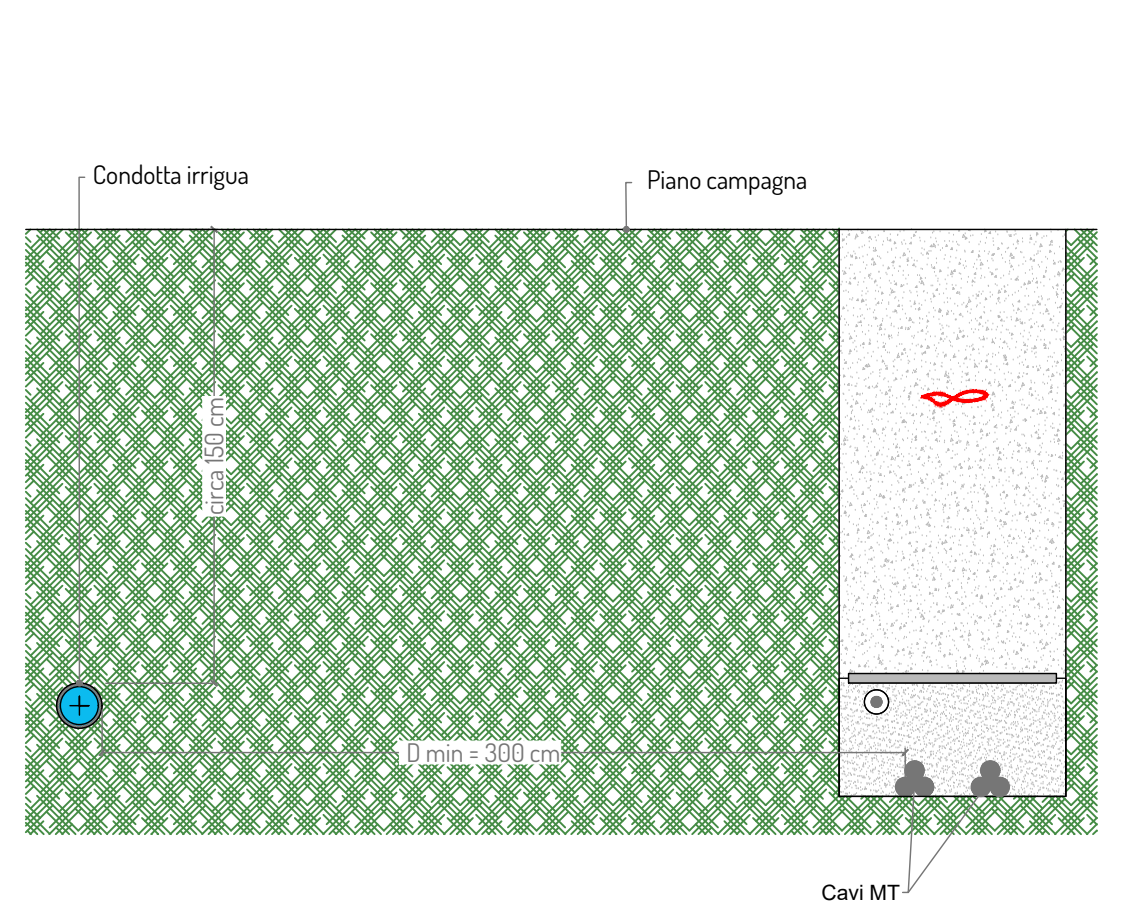 Condotta irrigua
Piano campagna
circa 150 cm
D min = 300 cm
Cavi MT